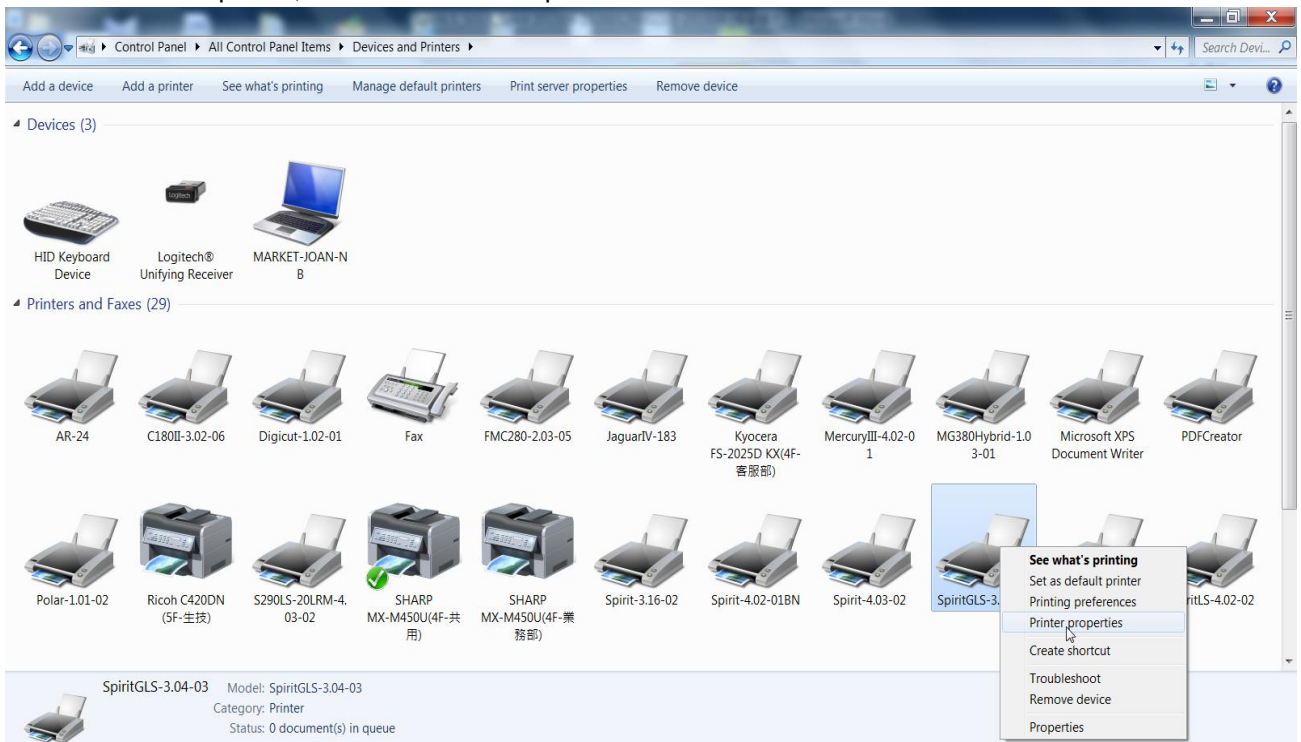 Control Panel ▸ All Control Panel Items ▸ Devices and Printers ▸
Search Devi...
Add a device Add a printer See what's printing Manage default printers Print server properties Remove device
Devices (3)
HID Keyboard
Device
Logitech®
Unifying Receiver
MARKET-JOAN-N
B
Printers and Faxes (29)
AR-24
C180II-3.02-06
Digicut-1.02-01
Fax
FMC280-2.03-05
JaguarIV-183
Kyocera
FS-2025D KX(4F-
客服部)
MercuryIII-4.02-0
1
MG380Hybrid-1.0
3-01
Microsoft XPS
Document Writer
PDFCreator
Polar-1.01-02
Ricoh C420DN
(5F-生技)
S290LS-20LRM-4.
03-02
SHARP
MX-M450U(4F-共
用)
SHARP
MX-M450U(4F-業
務部)
Spirit-3.16-02
Spirit-4.02-01BN
Spirit-4.03-02
SpiritGLS-3.
ritLS-4.02-02
See what's printing
Set as default printer
Printing preferences
Printer properties
Create shortcut
Troubleshoot
Remove device
Properties
SpiritGLS-3.04-03 Model: SpiritGLS-3.04-03
Category: Printer
Status: 0 document(s) in queue